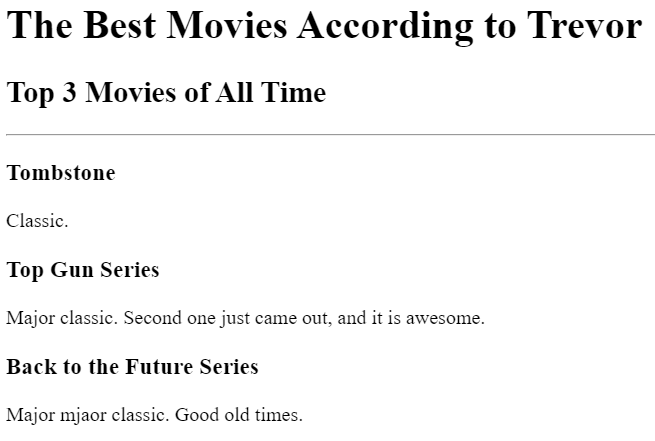 The Best Movies According to Trevor
Top 3 Movies of All Time
Tombstone
Classic.
Top Gun Series
Major classic. Second one just came out, and it is awesome.
Back to the Future Series
Major mjaor classic. Good old times.